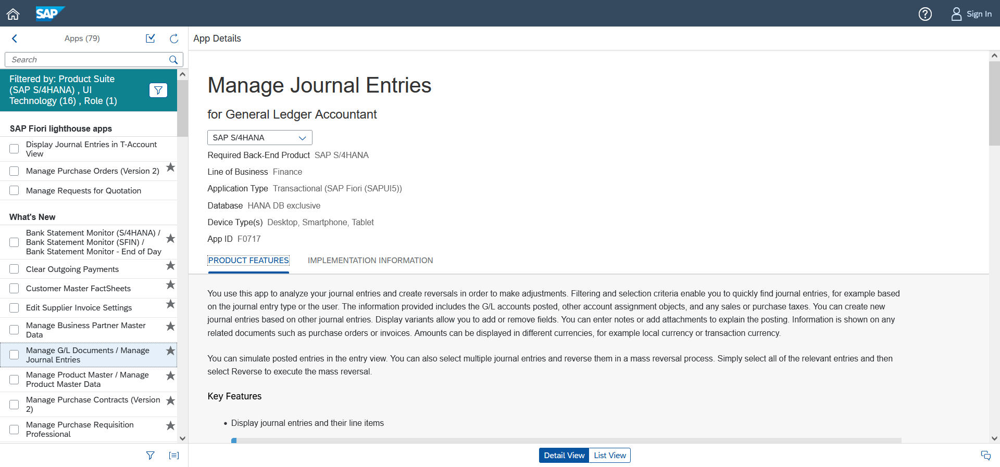 SAP
Sign In
Apps (79)
App Details
Search
Filtered by: Product Suite
(SAP S/4HANA) , UI
Technology (16) , Role (1)
SAP Fiori lighthouse apps
Display Journal Entries in T-Account
View
Manage Purchase Orders (Version 2)
Manage Requests for Quotation
What's New
Bank Statement Monitor (S/4HANA) /
Bank Statement Monitor (SFIN) /
Bank Statement Monitor - End of Day
Clear Outgoing Payments
Customer Master FactSheets
Edit Supplier Invoice Settings
Manage Business Partner Master
Data
Manage G/L Documents / Manage
Journal Entries
Manage Product Master / Manage
Product Master Data
Manage Purchase Contracts (Version
2)
Manage Purchase Requisition
Professional
Manage Journal Entries
for General Ledger Accountant
SAP S/4HANA
Required Back-End Product SAP S/4HANA
Line of Business Finance
Application Type Transactional (SAP Fiori (SAPUI5))
Database HANA DB exclusive
Device Type(s) Desktop, Smartphone, Tablet
App ID F0717
PRODUCT FEATURES IMPLEMENTATION INFORMATION
You use this app to analyze your journal entries and create reversals in order to make adjustments. Filtering and selection criteria enable you to quickly find journal entries, for example based
on the journal entry type or the user. The information provided includes the G/L accounts posted, other account assignment objects, and any sales or purchase taxes. You can create new
journal entries based on other journal entries. Display variants allow you to add or remove fields. You can enter notes or add attachments to explain the posting. Information is shown on any
related documents such as purchase orders or invoices. Amounts can be displayed in different currencies, for example local currency or transaction currency.
You can simulate posted entries in the entry view. You can also select multiple journal entries and reverse them in a mass reversal process. Simply select all of the relevant entries and then
select Reverse to execute the mass reversal.
Key Features
• Display journal entries and their line items
Detail View List View